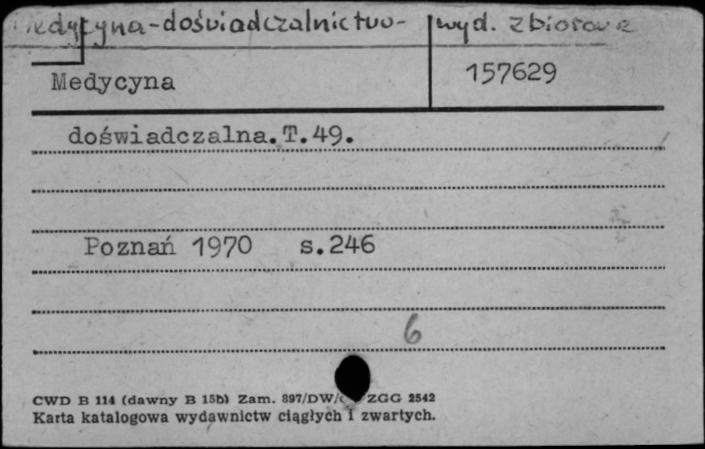 Medycyna-doświadczalnictwo- wyd. zbiorowe
Medycyna
157629
doświadczalna.T.49.
Poznań 1970 s.246
6
CWD B 114 (dawny B 15b) Zam. 897/DW/ ZGG 2542
Karta katalogowa wydawnictw ciągłych i zwartych.